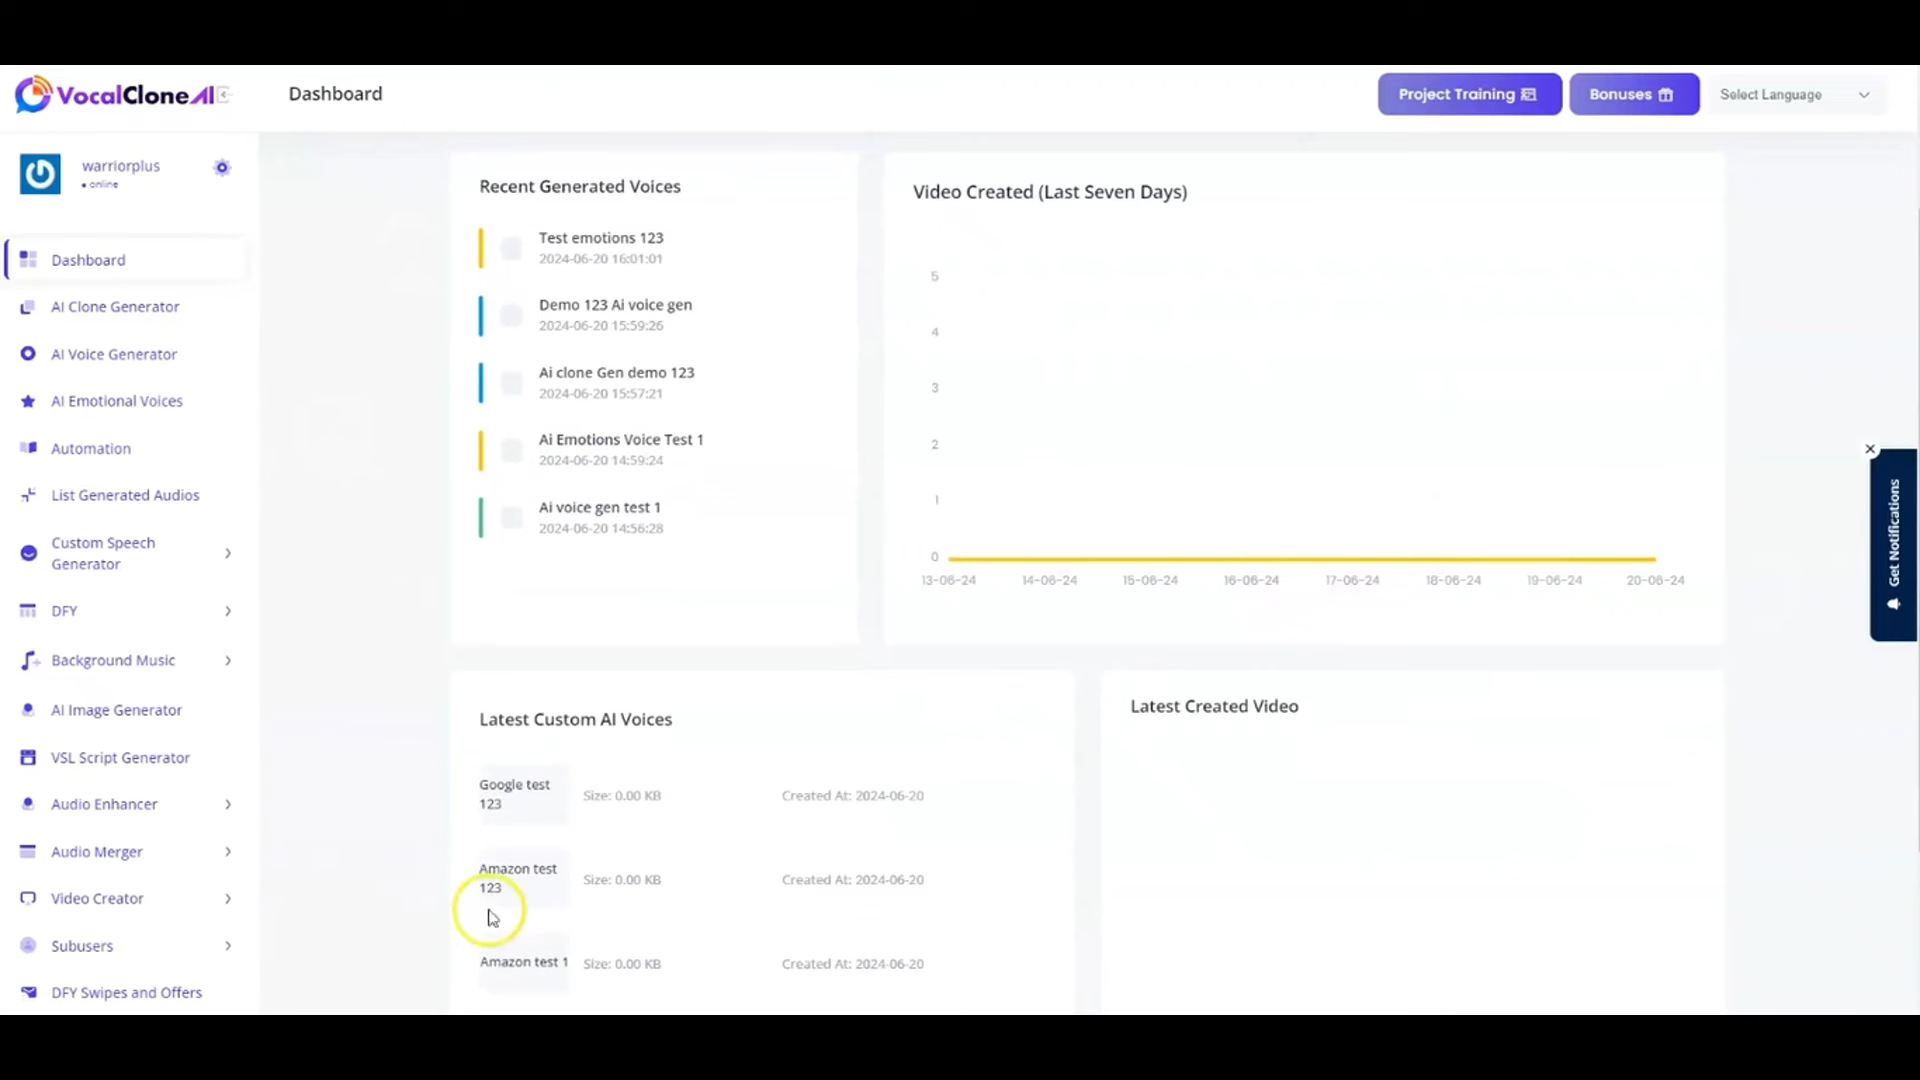 VocalCloneAI
Dashboard
Project Training
Bonuses
Select Language
warriorplus
online
Dashboard
AI Clone Generator
AI Voice Generator
AI Emotional Voices
Automation
List Generated Audios
Custom Speech
Generator
DFY
Background Music
AI Image Generator
VSL Script Generator
Audio Enhancer
Audio Merger
Video Creator
Subusers
DFY Swipes and Offers
Recent Generated Voices
Test emotions 123
2024-06-20 16:01:01
Demo 123 Ai voice gen
2024-06-20 15:59:26
Ai clone Gen demo 123
2024-06-20 15:57:21
Ai Emotions Voice Test 1
2024-06-20 14:59:24
Ai voice gen test 1
2024-06-20 14:56:28
Video Created (Last Seven Days)
5
4
3
2
1
0
13-06-24 14-06-24 15-06-24 16-06-24 17-06-24 18-06-24 19-06-24 20-06-24
Latest Custom AI Voices
Google test
123
Size: 0.00 KB
Created At: 2024-06-20
Amazon test
123
Size: 0.00 KB
Created At: 2024-06-20
Amazon test 1
Size: 0.00 KB
Created At: 2024-06-20
Latest Created Video
Get Notifications